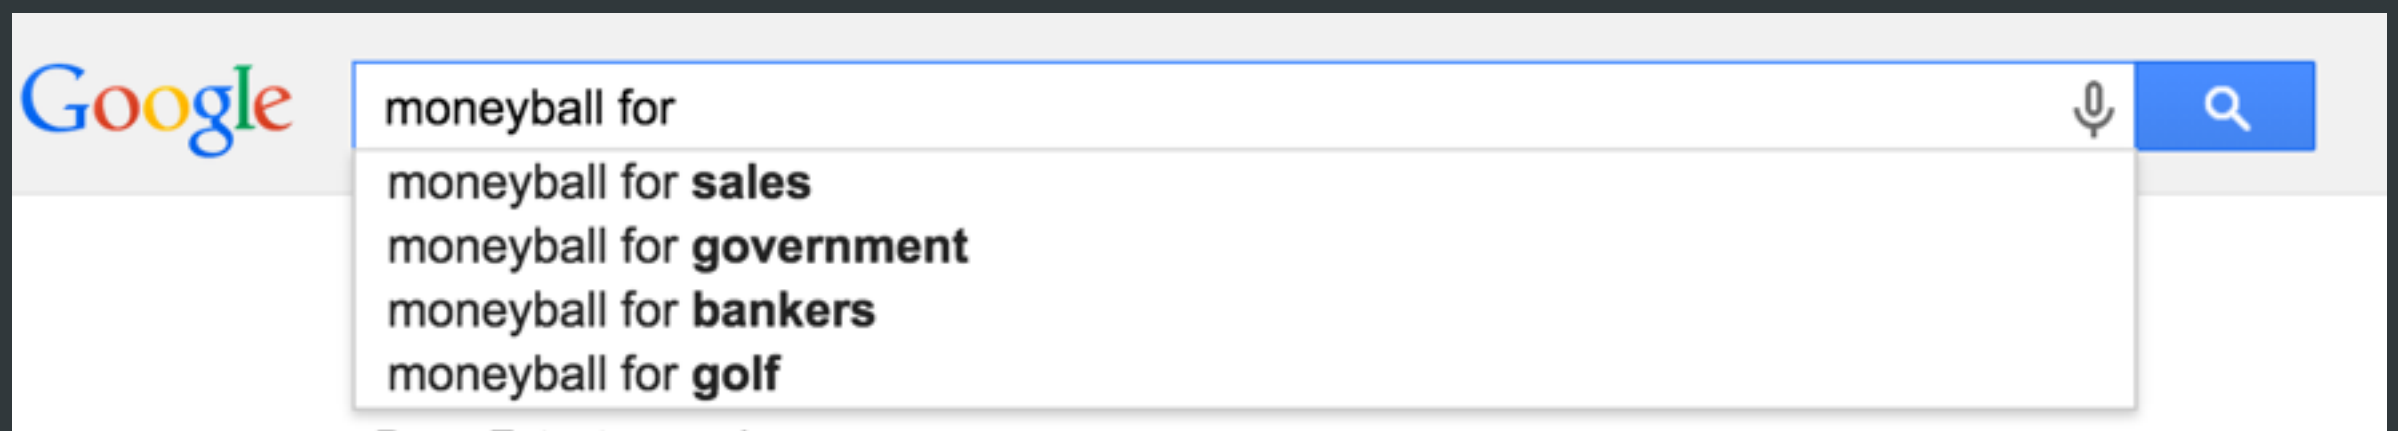 Google
moneyball for
moneyball for sales
moneyball for government
moneyball for bankers
moneyball for golf